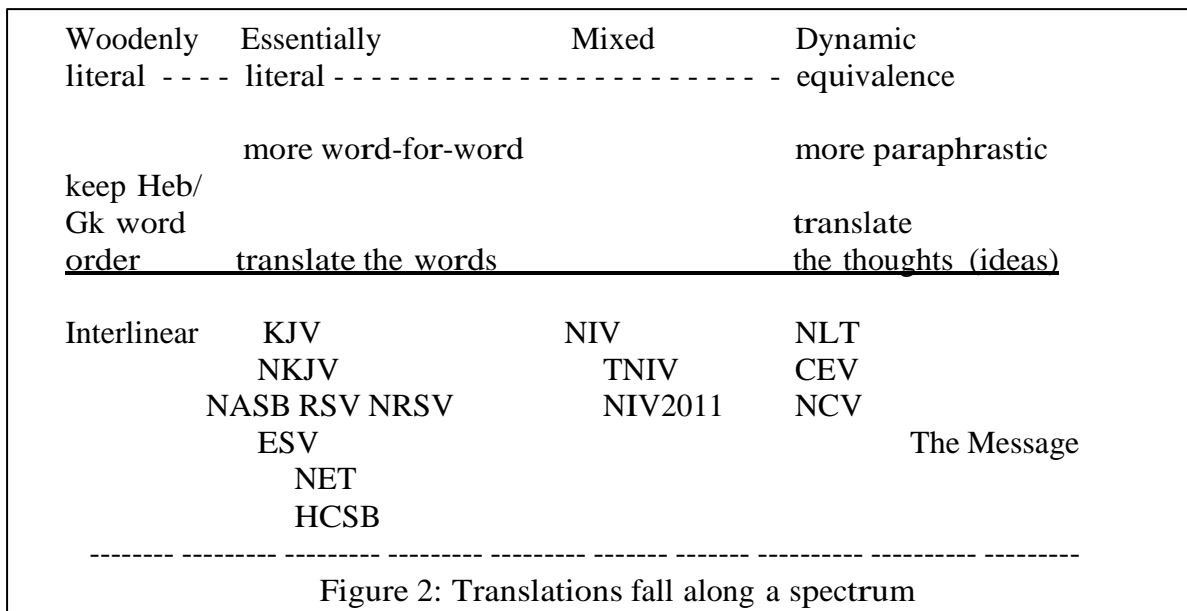 Woodenly Essentially Mixed Dynamic
literal - - - - literal - - - - - - - - - - - - - - - - - - - - - - - - - equivalence
more word-for-word more paraphrastic
keep Heb/
Gk word translate
order translate the words the thoughts (ideas)
Interlinear KJV NIV NLT
NKJV TNIV CEV
NASB RSV NRSV NIV2011 NCV
ESV The Message
NET
HCSB
-------- --------- --------- --------- --------- ------- ------- ---------- ---------- ---------
Figure 2: Translations fall along a spectrum